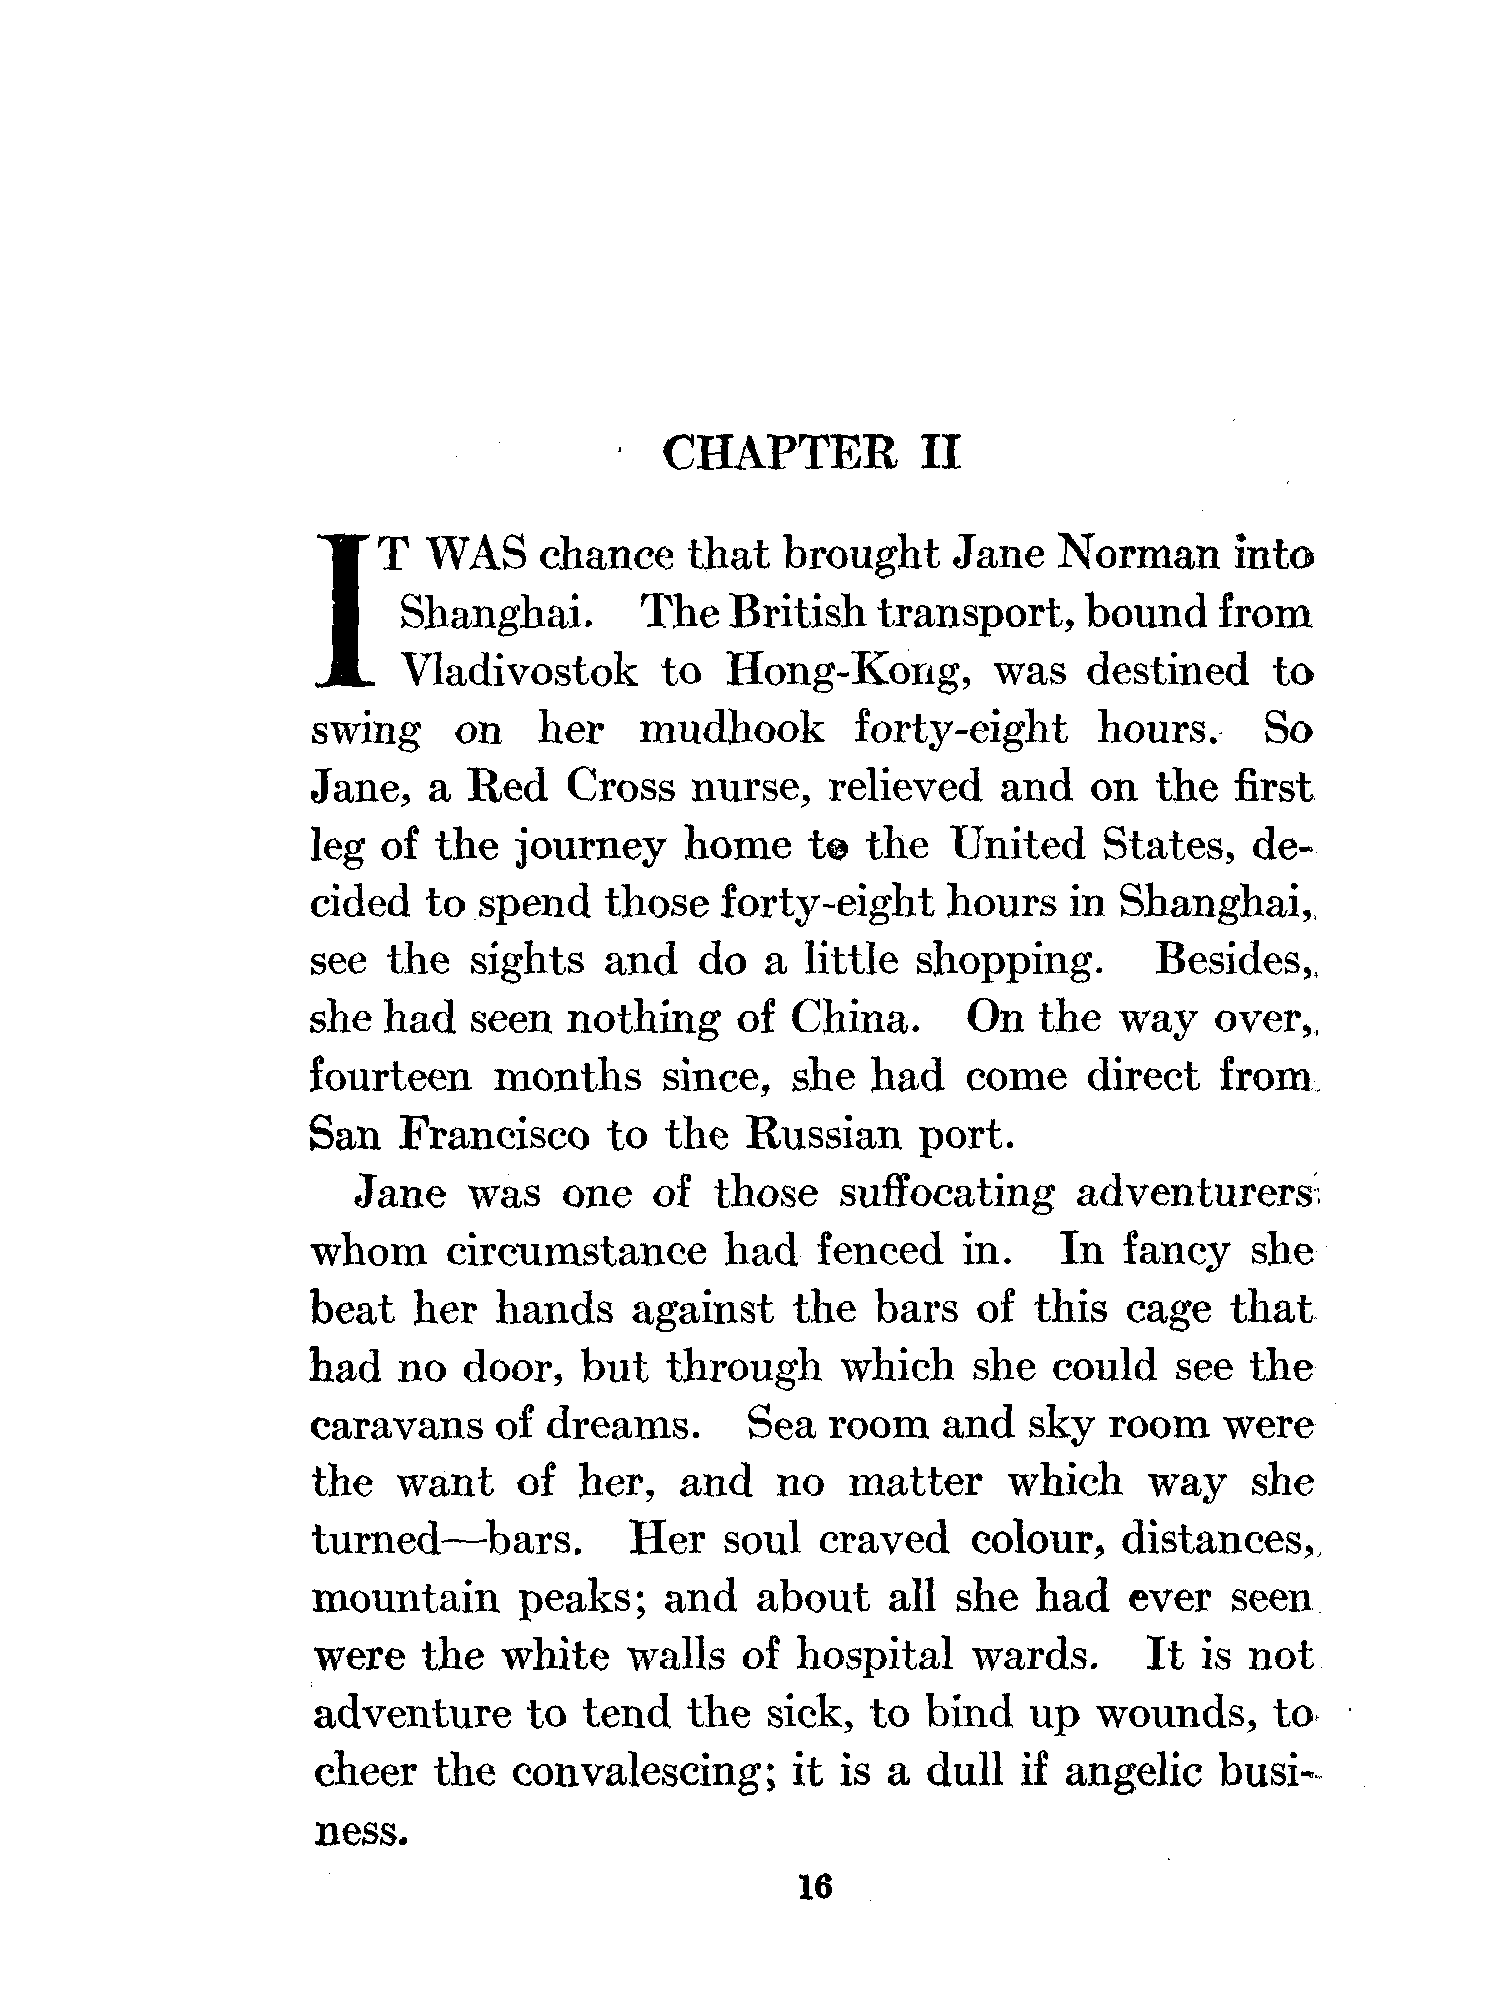 CHAPTER II
IT WAS chance that brought Jane Norman into
Shanghai. The British transport, bound from
Vladivostok to Hong-Kong, was destined to
swing on her mudhook forty-eight hours. So
Jane, a Red Cross nurse, relieved and on the first
leg of the journey home to the United States, de-
cided to spend those forty-eight hours in Shanghai,
see the sights and do a little shopping. Besides,
she had seen nothing of China. On the way over,
fourteen months since, she had come direct from
San Francisco to the Russian port.
Jane was one of those suffocating adventurers
whom circumstance had fenced in. In fancy she
beat her hands against the bars of this cage that
had no door, but through which she could see the
caravans of dreams. Sea room and sky room were
the want of her, and no matter which way she
turned—bars. Her soul craved colour, distances,
mountain peaks; and about all she had ever seen
were the white walls of hospital wards. It is not
adventure to tend the sick, to bind up wounds, to
cheer the convalescing; it is a dull if angelic busi-
ness.
16